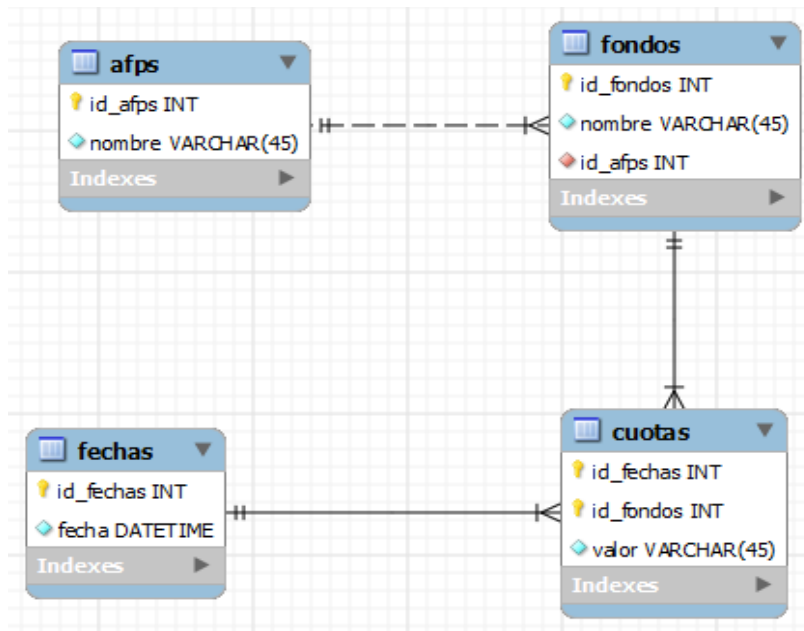 afps
id_afps INT
nombre VARCHAR(45)
Indexes
fondos
id_fondos INT
nombre VARCHAR(45)
id_afps INT
Indexes
fechas
id_fechas INT
fecha DATETIME
Indexes
cuotas
id_fechas INT
id_fondos INT
valor VARCHAR(45)
Indexes